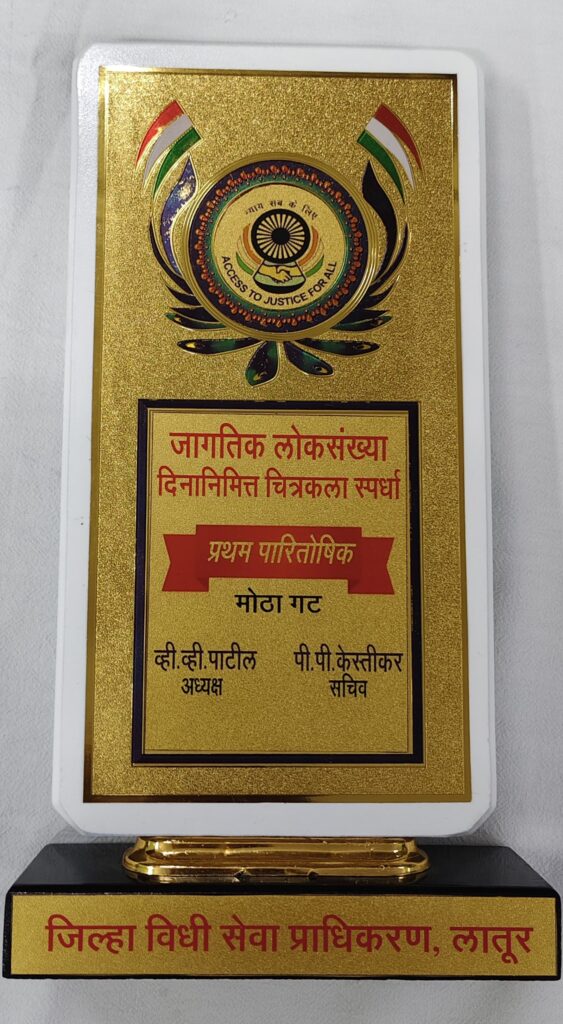 न्याय सब के लिए
ACCESS TO JUSTICE FOR ALL
जागतिक लोकसंख्या
दिनानिमित्त चित्रकला स्पर्धा
प्रथम पारितोषिक
मोठा गट
व्ही.व्ही.पाटील पी.पी.केस्तीकर
अध्यक्ष सचिव
जिल्हा विधी सेवा प्राधिकरण, लातूर